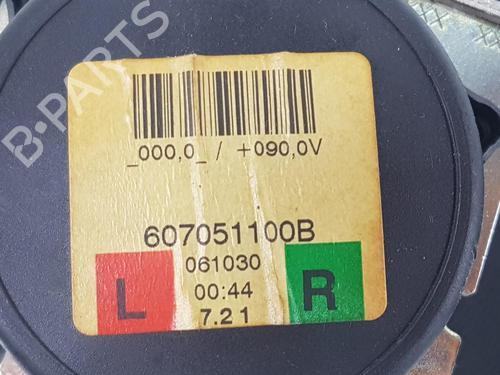 B-PARTS
_000,0_ / +090,0V
607051100B
061030
L
R
00:44
7.21